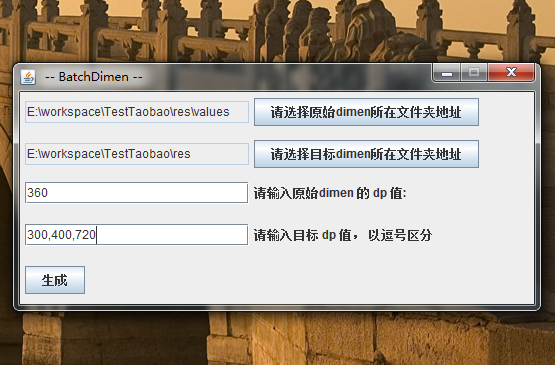 -- BatchDimen --
E:\workspace\TestTaobao\res\values 请选择原始dimen所在文件夹地址
E:\workspace\TestTaobao\res 请选择目标dimen所在文件夹地址
360 请输入原始dimen 的 dp 值:
300,400,720 请输入目标 dp 值，以逗号区分
生成